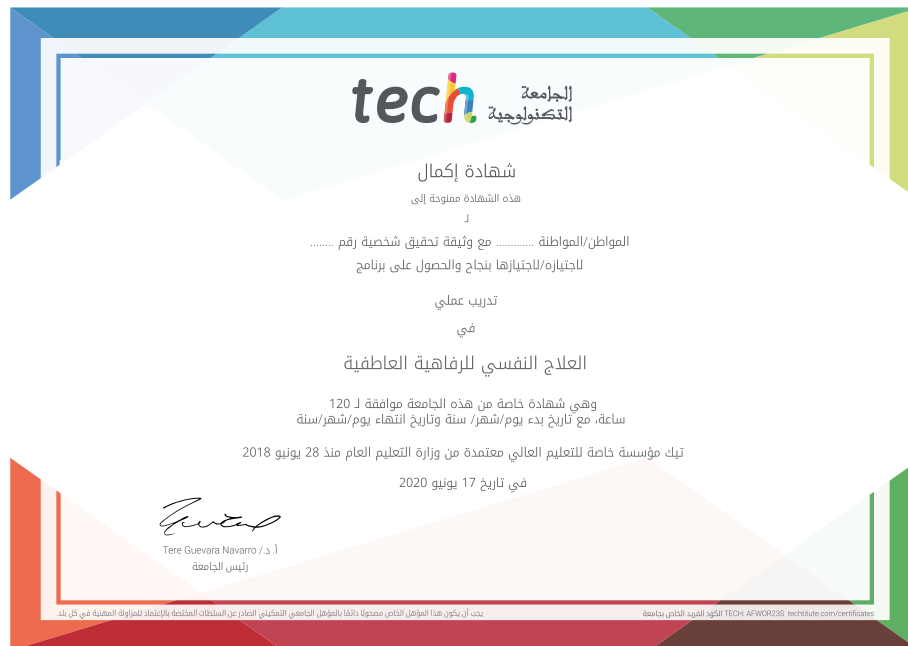 tech الجامعة
التكنولوجية
شهادة إكمال
هذه الشهادة ممنوحة إلى
لـ
المواطن/المواطنة ............ مع وثيقة تحقيق شخصية رقم ........
لاجتيازه/لاجتيازها بنجاح والحصول على برنامج
تدريب عملي
في
العلاج النفسي للرفاهية العاطفية
وهي شهادة خاصة من هذه الجامعة موافقة لـ 120
ساعة، مع تاريخ بدء يوم/شهر/ سنة وتاريخ انتهاء يوم/شهر/سنة
تيك مؤسسة خاصة للتعليم العالي معتمدة من وزارة التعليم العام منذ 28 يونيو 2018
في تاريخ 17 يونيو 2020
أ.د./ Tere Guevara Navarro
رئيس الجامعة
يجب أن يكون هذا المؤهل الخاص مصحوبًا دائمًا بالمؤهل الجامعي التمكيني الصادر عن السلطات المختصة بالإعتماد للمزاولة المهنية في كل بلد.
الكود الفريد الخاص بجامعة TECH: AFWOR23S techtitute.com/certificates